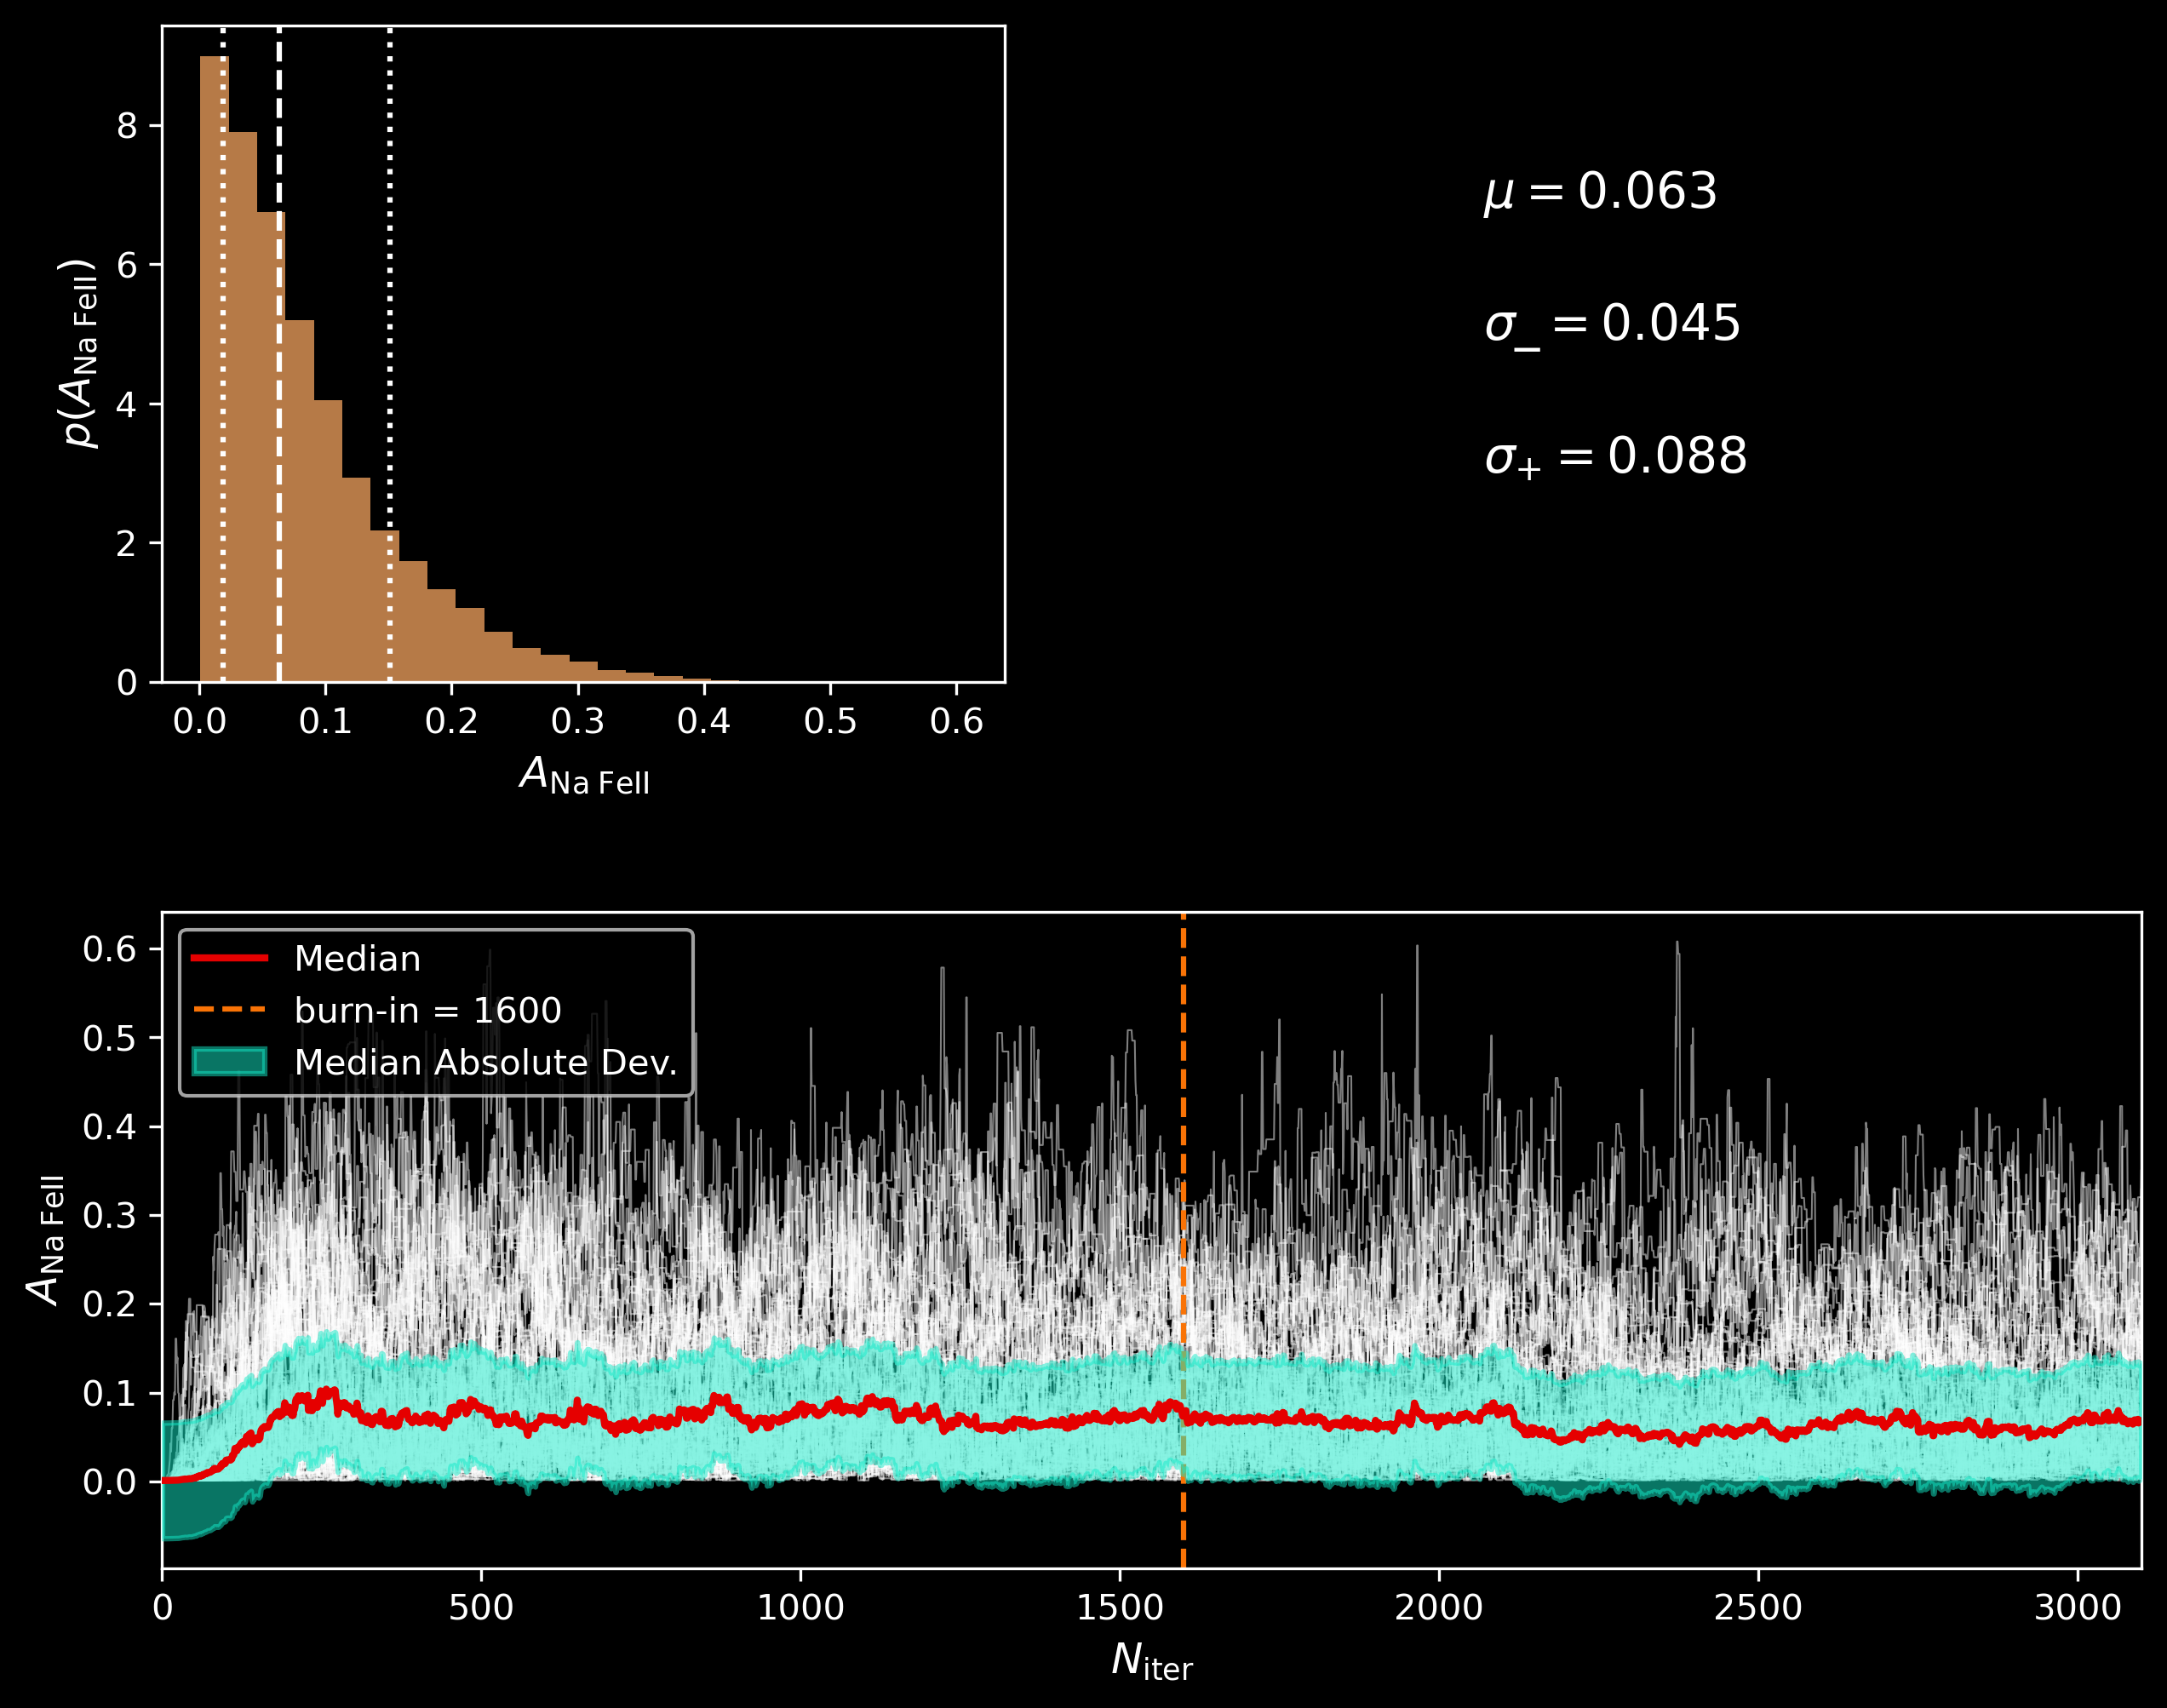 8
6
4
2
0
p(A_Na FeII)
0.0 0.1 0.2 0.3 0.4 0.5 0.6
A_Na FeII
μ = 0.063
σ_− = 0.045
σ_+ = 0.088
0.6
0.5
0.4
0.3
0.2
0.1
0.0
A_Na FeII
Median
burn-in = 1600
Median Absolute Dev.
0 500 1000 1500 2000 2500 3000
N_iter